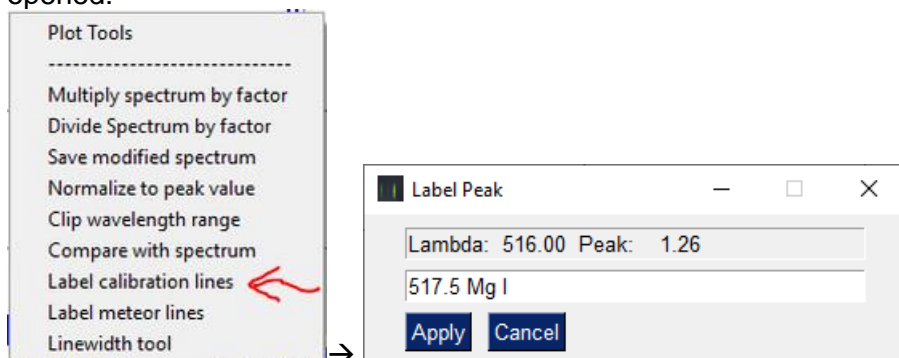 opened.
Plot Tools
------------------------------
Multiply spectrum by factor
Divide Spectrum by factor
Save modified spectrum
Normalize to peak value
Clip wavelength range
Compare with spectrum
Label calibration lines
Label meteor lines
Linewidth tool
→
Label Peak
Lambda: 516.00 Peak: 1.26
517.5 Mg I
Apply Cancel